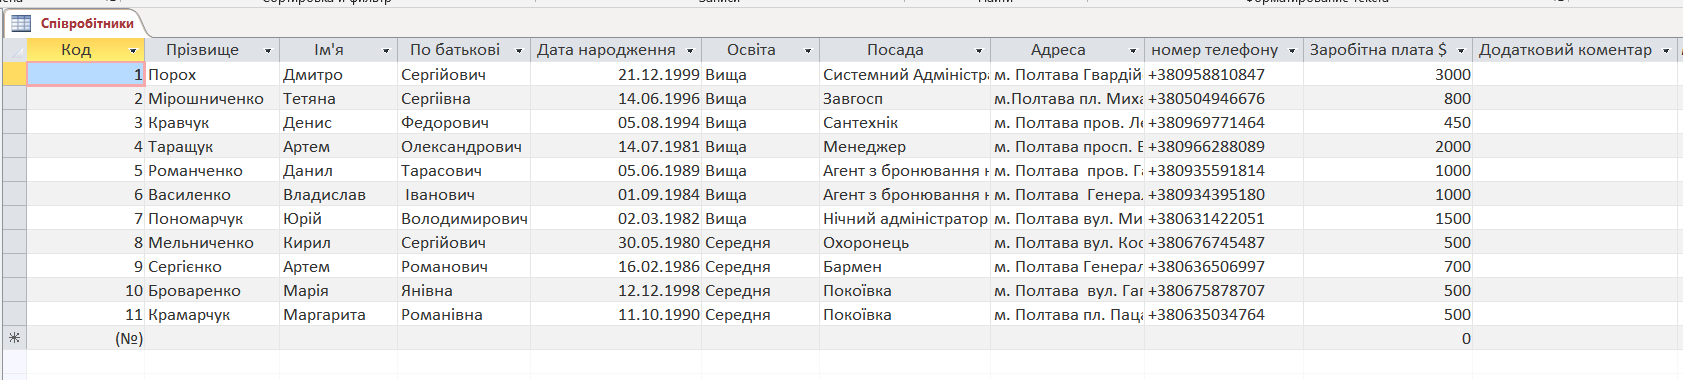 Співробітники
Код Прізвище Ім'я По батькові Дата народження Освіта Посада Адреса номер телефону Заробітна плата $ Додатковий коментар
1 Порох Дмитро Сергійович 21.12.1999 Вища Системний Адміністра м. Полтава Гвардій +380958810847 3000
2 Мірошниченко Тетяна Сергіівна 14.06.1996 Вища Завгосп м.Полтава пл. Миха +380504946676 800
3 Кравчук Денис Федорович 05.08.1994 Вища Сантехнік м. Полтава пров. Ле +380969771464 450
4 Таращук Артем Олександрович 14.07.1981 Вища Менеджер м. Полтава просп. +380966288089 2000
5 Романченко Данил Тарасович 05.06.1989 Вища Агент з бронювання м. Полтава пров. Га +380935591814 1000
6 Василенко Владислав Іванович 01.09.1984 Вища Агент з бронювання м. Полтава Генерал +380934395180 1000
7 Пономарчук Юрій Володимирович 02.03.1982 Вища Нічний адміністратор м. Полтава вул. Ми +380631422051 1500
8 Мельниченко Кирил Сергійович 30.05.1980 Середня Охоронець м. Полтава вул. Кос +380676745487 500
9 Сергієнко Артем Романович 16.02.1986 Середня Бармен м. Полтава Генерал +380636506997 700
10 Броваренко Марія Янівна 12.12.1998 Середня Покоївка м. Полтава вул. Гаг +380675878707 500
11 Крамарчук Маргарита Романівна 11.10.1990 Середня Покоївка м. Полтава пл. Паца +380635034764 500
(№) 0